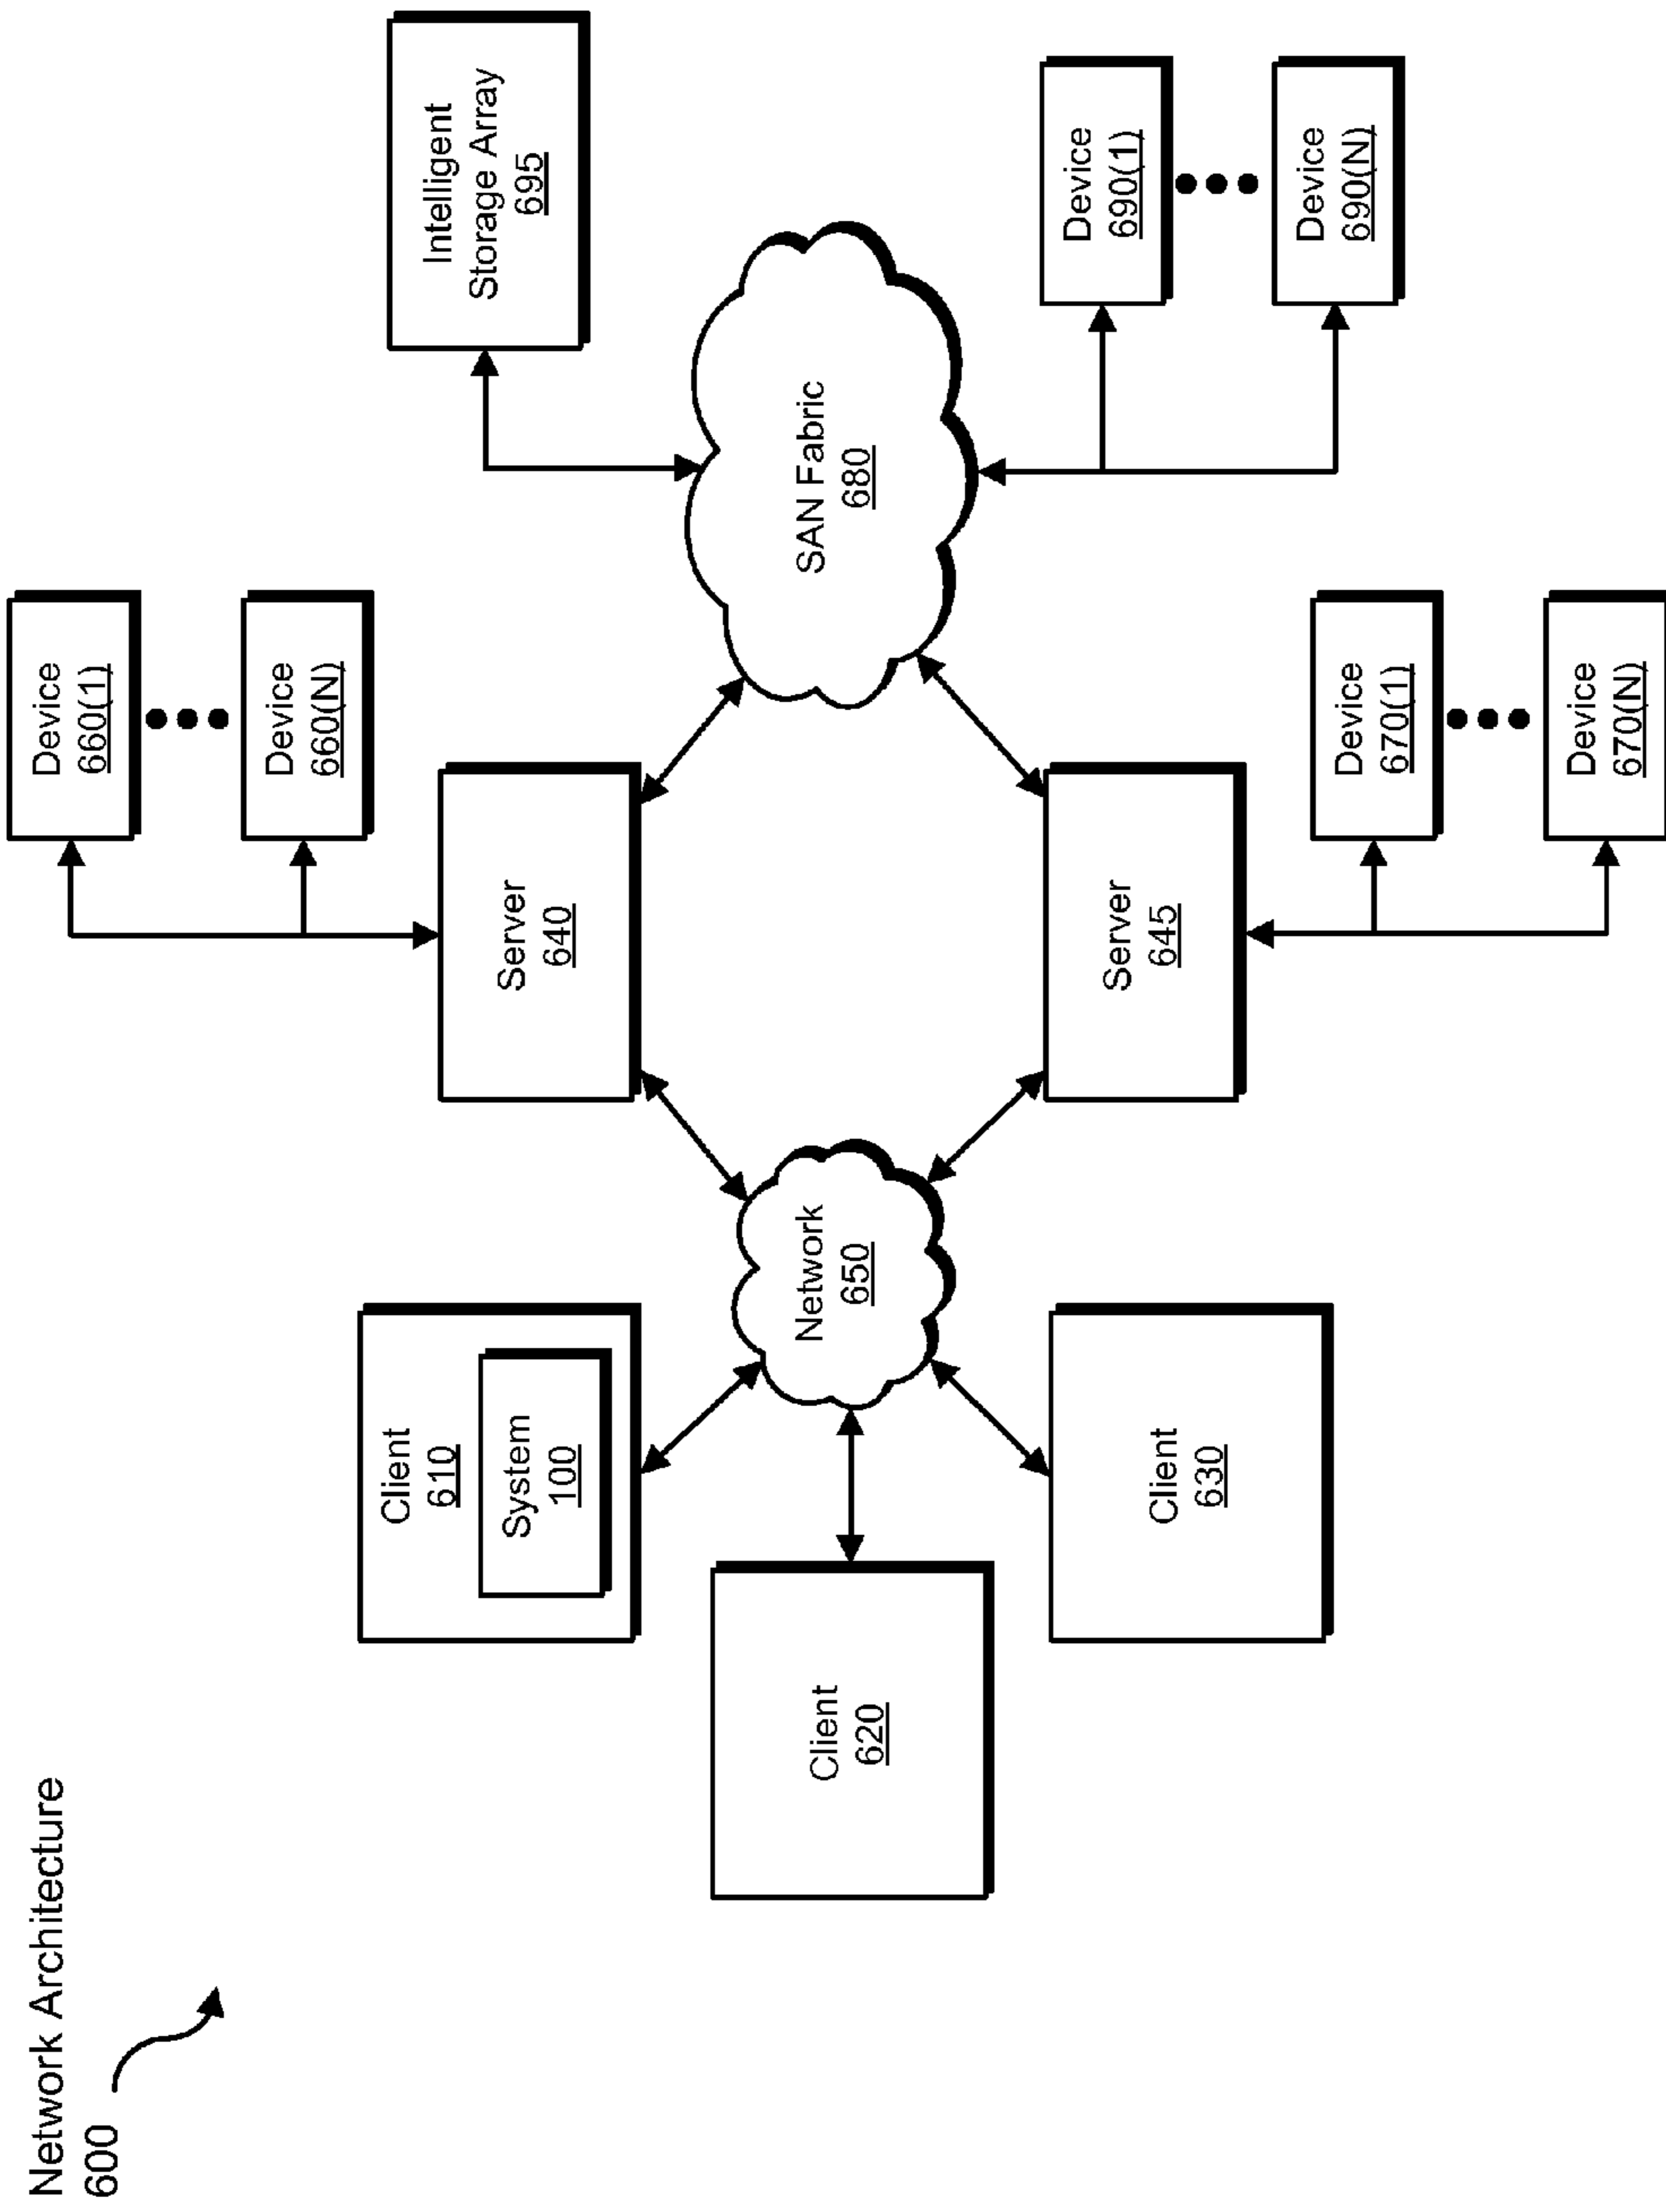 Network Architecture
600
Client
610
System
100
Client
620
Client
630
Network
650
Server
640
Server
645
Device
660(1)
Device
660(N)
Device
670(1)
Device
670(N)
SAN Fabric
680
Intelligent
Storage Array
695
Device
690(1)
Device
690(N)